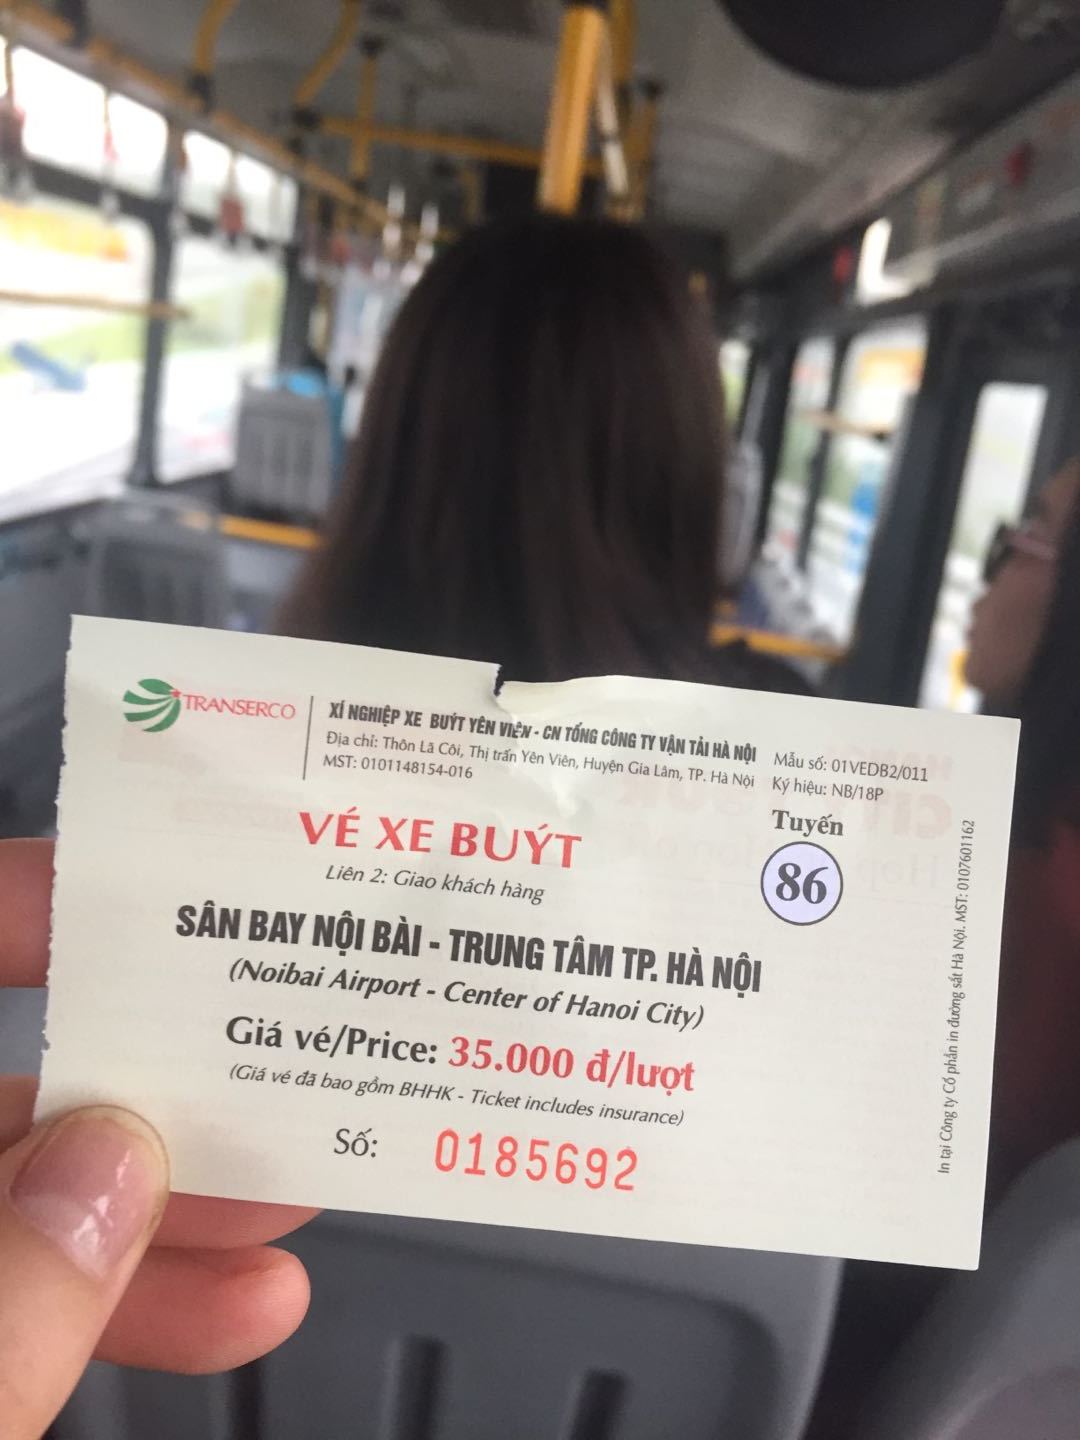 TRANSERCO
XÍ NGHIỆP XE BUÝT YÊN VIÊN - CN TỔNG CÔNG TY VẬN TẢI HÀ NỘI
Địa chỉ: Thôn Lã Côi, Thị trấn Yên Viên, Huyện Gia Lâm, TP. Hà Nội
MST: 0101148154-016
Mẫu số: 01VEDB2/011
Ký hiệu: NB/18P
VÉ XE BUÝT
Liên 2: Giao khách hàng
Tuyến
86
SÂN BAY NỘI BÀI - TRUNG TÂM TP. HÀ NỘI
(Noibai Airport - Center of Hanoi City)
Giá vé/Price: 35.000 đ/lượt
(Giá vé đã bao gồm BHHK - Ticket includes insurance)
Số: 0185692
In tại Công ty Cổ phần in đường sắt Hà Nội. MST: 0107601162